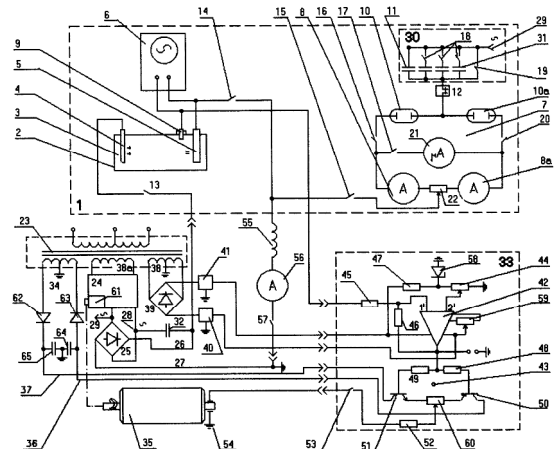 14 15 16 17 8 10 11 29
6 30 18 31
9 19
5 12 10a
4 7
3 20
2 21 μA
13 A 22 A 8a
1
23 55
41 33
38a 38 58
34 24 56 A 47 44
62 63 61 45 42
39 1' 2' 59
29 28 32 57 46
64 40
65 25 26 48
37 27 49 43
36 35 54 53 51 52 60 50